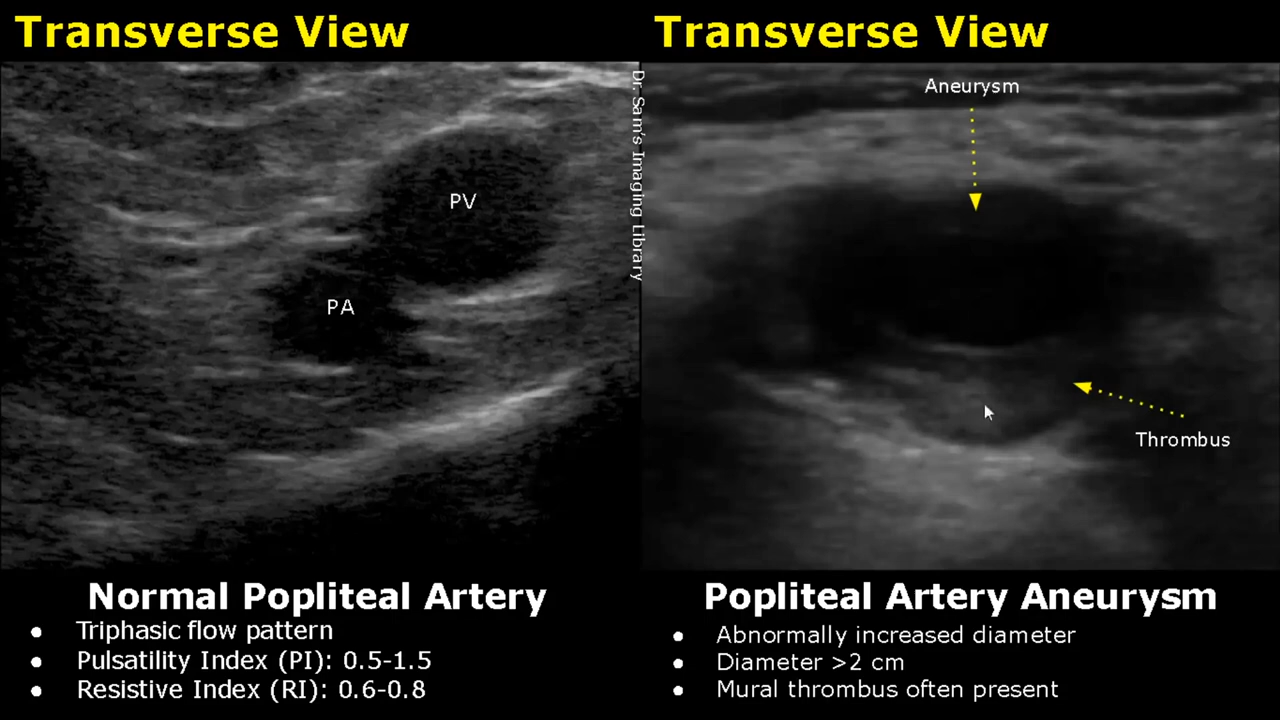 Transverse View
PV
PA
Normal Popliteal Artery
• Triphasic flow pattern
• Pulsatility Index (PI): 0.5-1.5
• Resistive Index (RI): 0.6-0.8
Dr. Sam's Imaging Library
Transverse View
Aneurysm
Thrombus
Popliteal Artery Aneurysm
• Abnormally increased diameter
• Diameter >2 cm
• Mural thrombus often present